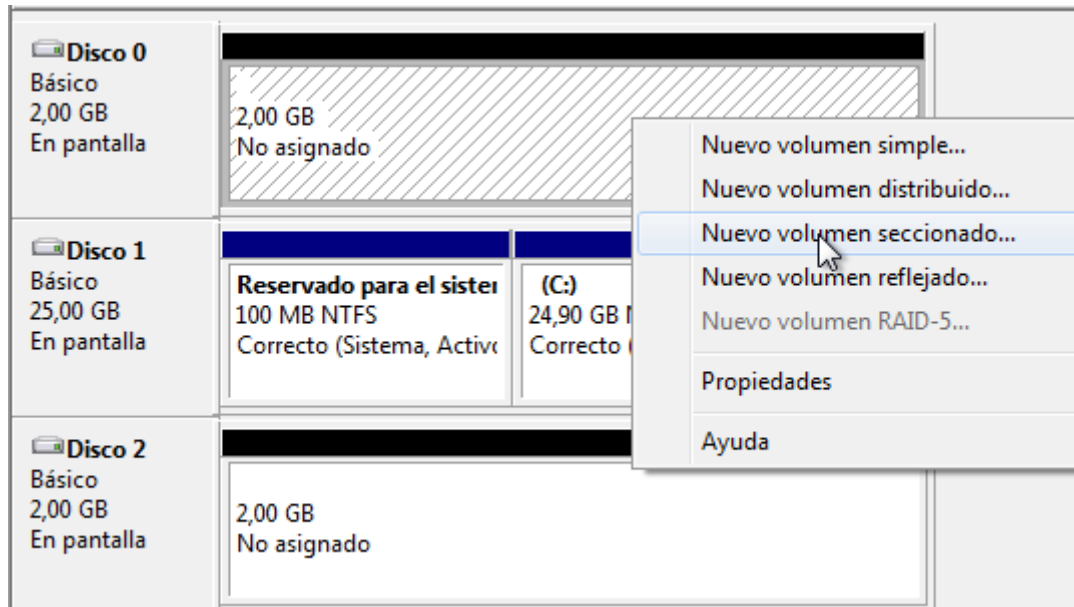 Disco 0
Básico
2,00 GB
En pantalla
2,00 GB
No asignado
Nuevo volumen simple...
Nuevo volumen distribuido...
Nuevo volumen seccionado...
Nuevo volumen reflejado...
Nuevo volumen RAID-5...
Propiedades
Ayuda
Disco 1
Básico
25,00 GB
En pantalla
Reservado para el sister
100 MB NTFS
Correcto (Sistema, Activo
(C:)
24,90 GB
Correcto (
Disco 2
Básico
2,00 GB
En pantalla
2,00 GB
No asignado